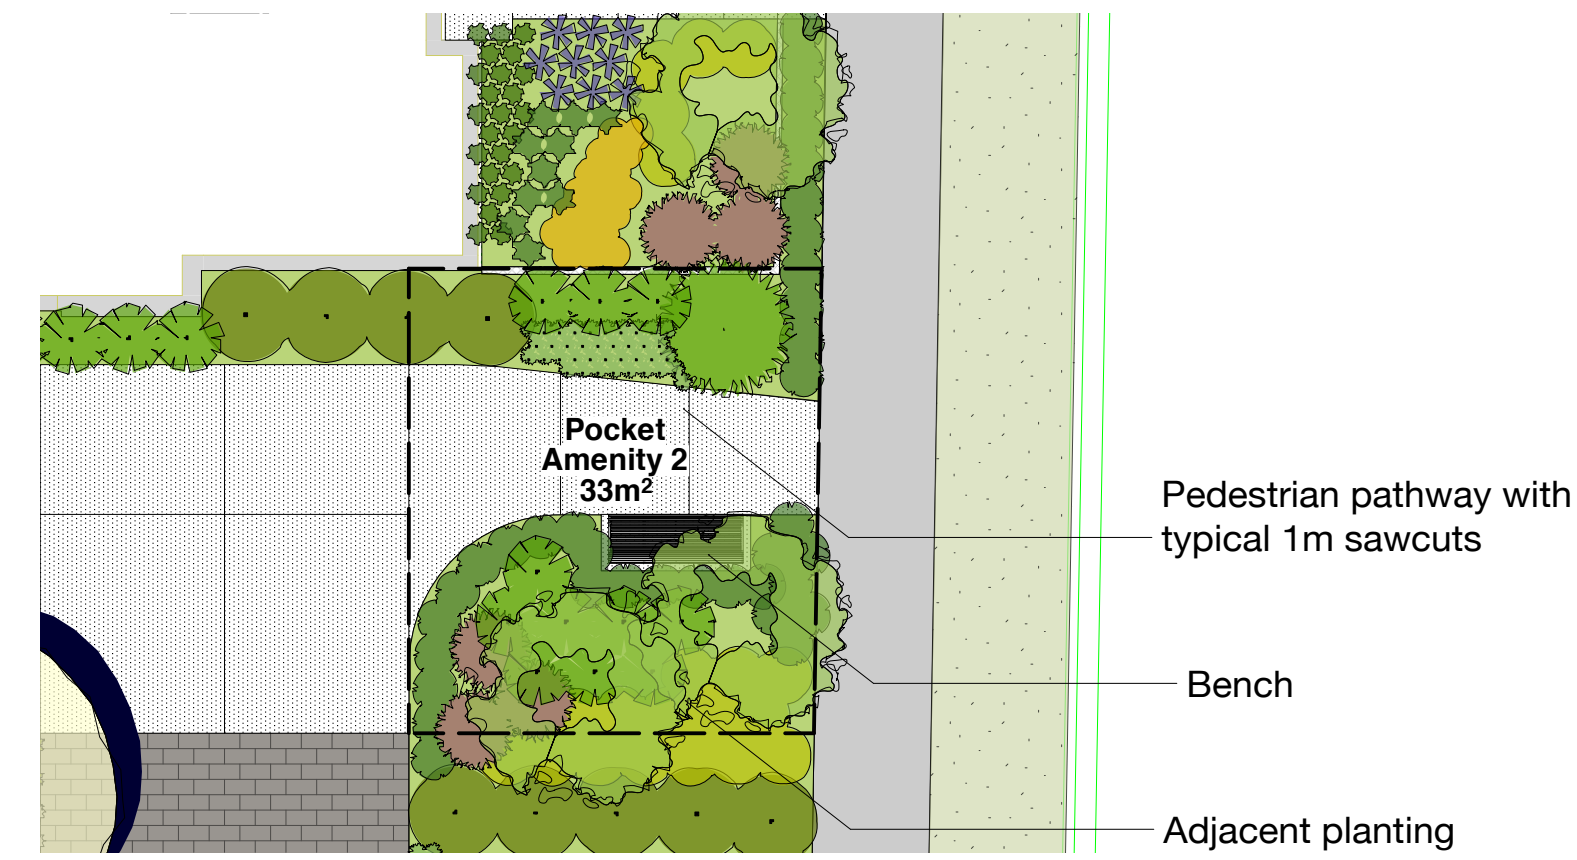 Pocket
Amenity 2
33m²
Pedestrian pathway with
typical 1m sawcuts
Bench
Adjacent planting